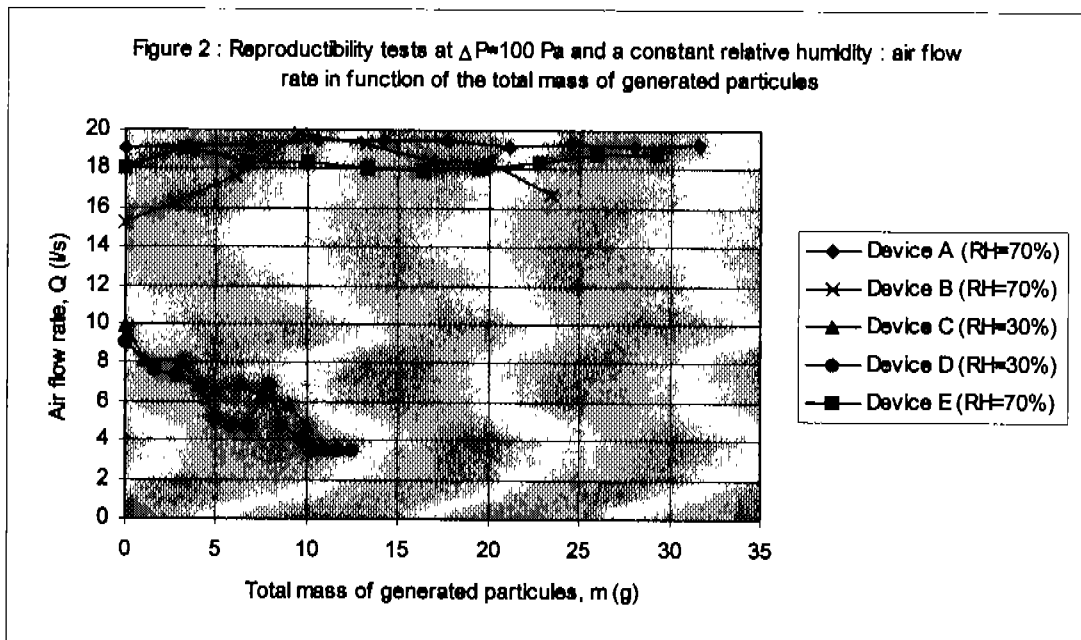 Figure 2 : Reproductibility tests at ΔP=100 Pa and a constant relative humidity : air flow
rate in function of the total mass of generated particules
20
18
16
14
12
10
8
6
4
2
0
Air flow rate, Q (l/s)
0 5 10 15 20 25 30 35
Total mass of generated particules, m (g)
Device A (RH=70%)
Device B (RH=70%)
Device C (RH=30%)
Device D (RH=30%)
Device E (RH=70%)